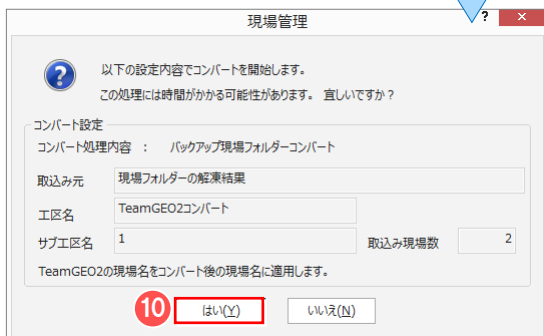 現場管理
? ×
以下の設定内容でコンバートを開始します。
この処理には時間がかかる可能性があります。 宜しいですか？
コンバート設定
コンバート処理内容 ： バックアップ現場フォルダーコンバート
取込み元 現場フォルダーの解凍結果
工区名 TeamGEO2コンバート
サブ工区名 1 取込み現場数 2
TeamGEO2の現場名をコンバート後の現場名に適用します。
10 はい(Y) いいえ(N)